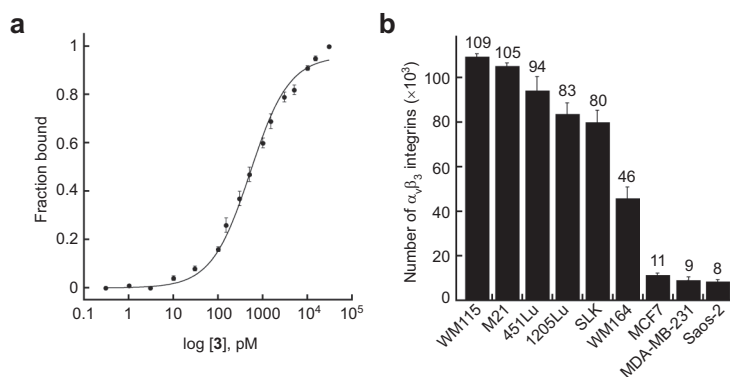 a
1
0.8
0.6
0.4
0.2
0
Fraction bound
0.1 1 10 100 1000 10⁴ 10⁵
log [3], pM
b
109
105
94
83
80
46
11
9
8
100
80
60
40
20
0
Number of αᵥβ₃ integrins (×10³)
WM115
M21
451Lu
1205Lu
SLK
WM164
MCF7
MDA-MB-231
Saos-2